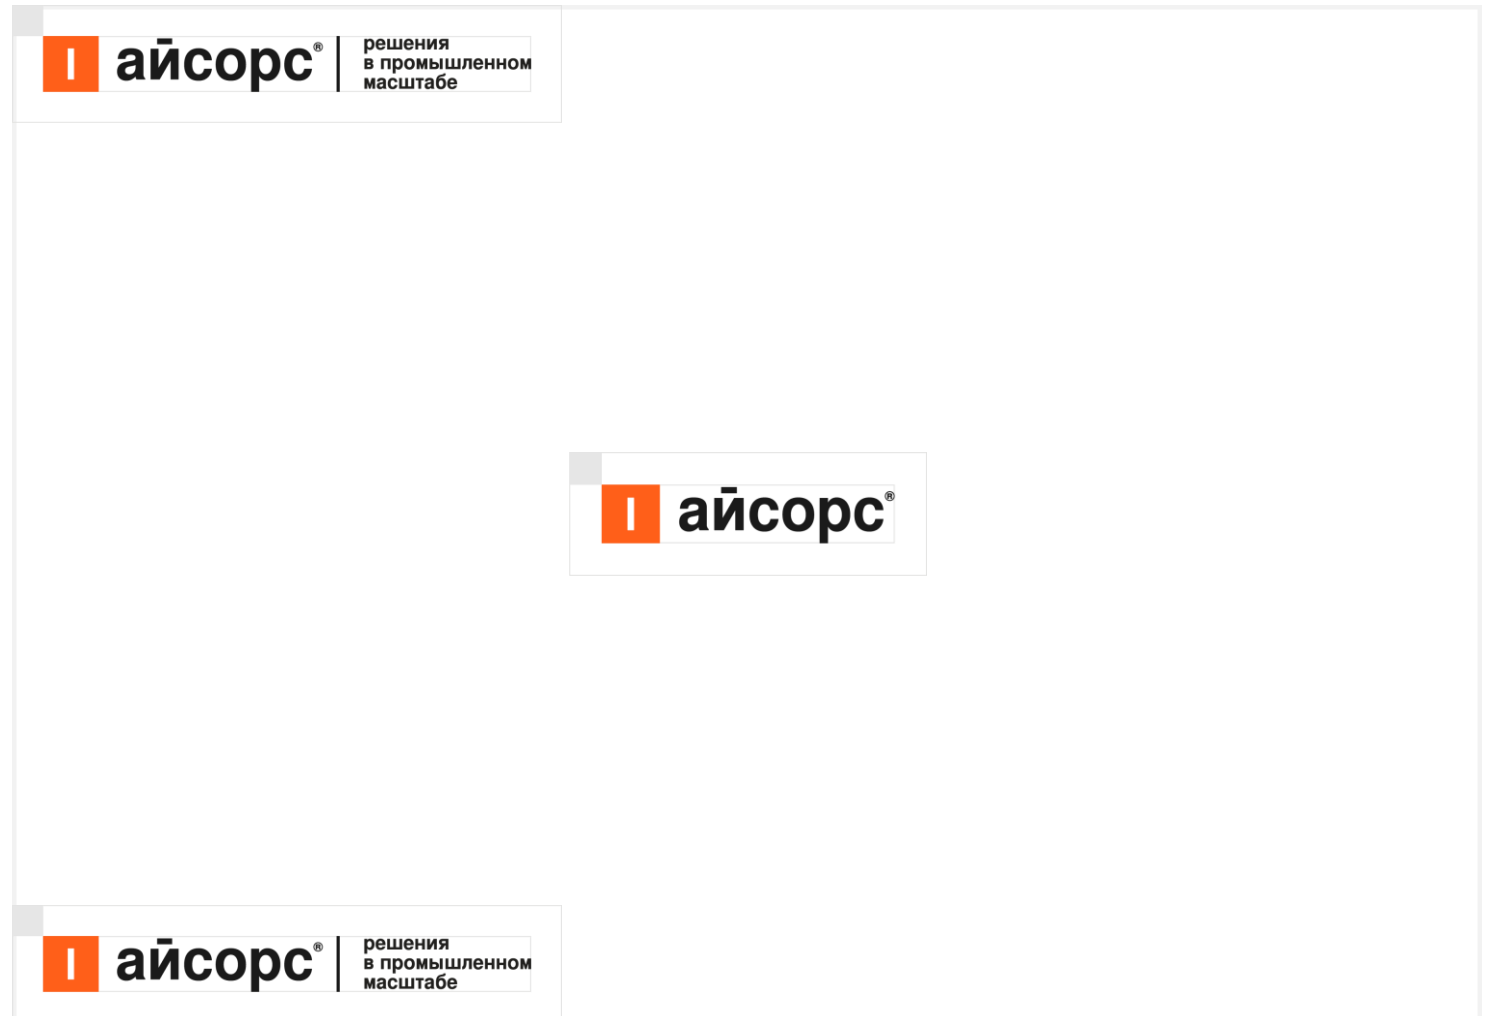 I айсорс®
решения
в промышленном
масштабе
I айсорс®
I айсорс®
решения
в промышленном
масштабе